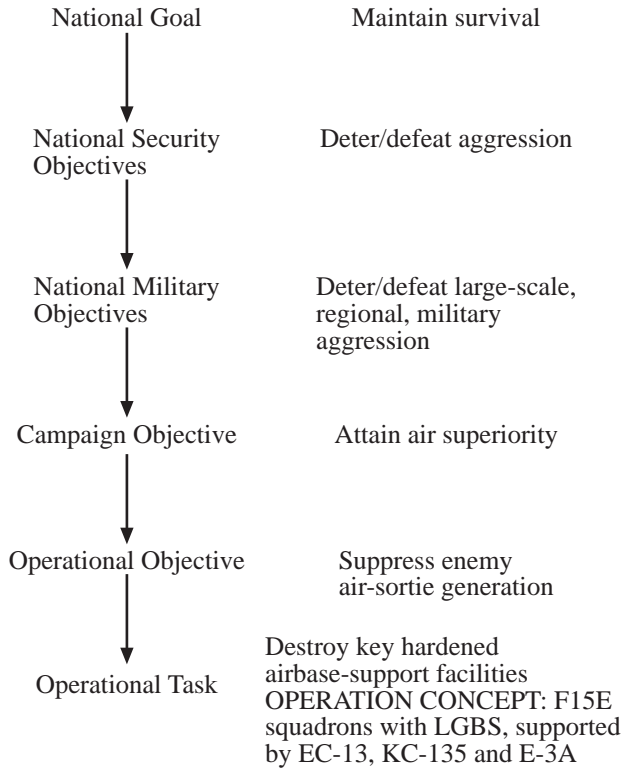 National Goal
Maintain survival
National Security
Objectives
Deter/defeat aggression
National Military
Objectives
Deter/defeat large-scale,
regional, military
aggression
Campaign Objective
Attain air superiority
Operational Objective
Suppress enemy
air-sortie generation
Operational Task
Destroy key hardened
airbase-support facilities
OPERATION CONCEPT: F15E
squadrons with LGBS, supported
by EC-13, KC-135 and E-3A